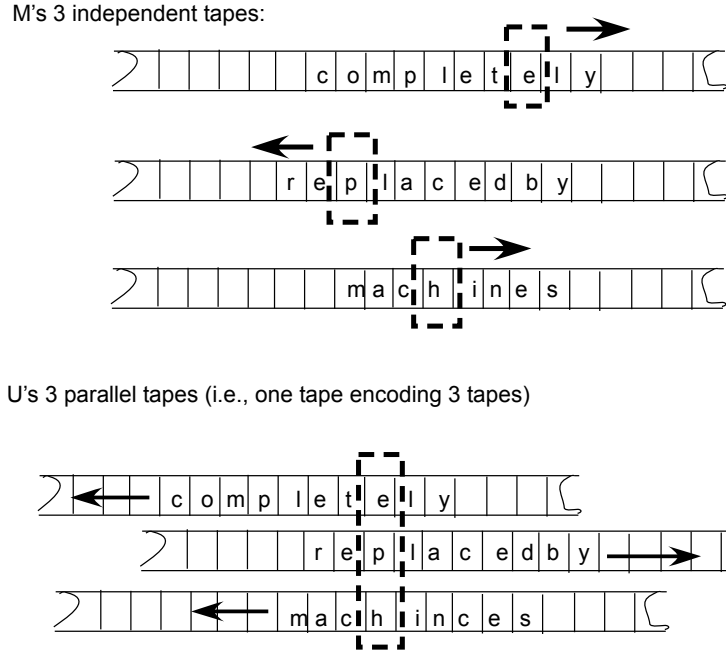 M's 3 independent tapes:
c o m p l e t e l y
r e p l a c e d b y
m a c h i n e s
U's 3 parallel tapes (i.e., one tape encoding 3 tapes)
c o m p l e t e l y
r e p l a c e d b y
m a c h i n c e s